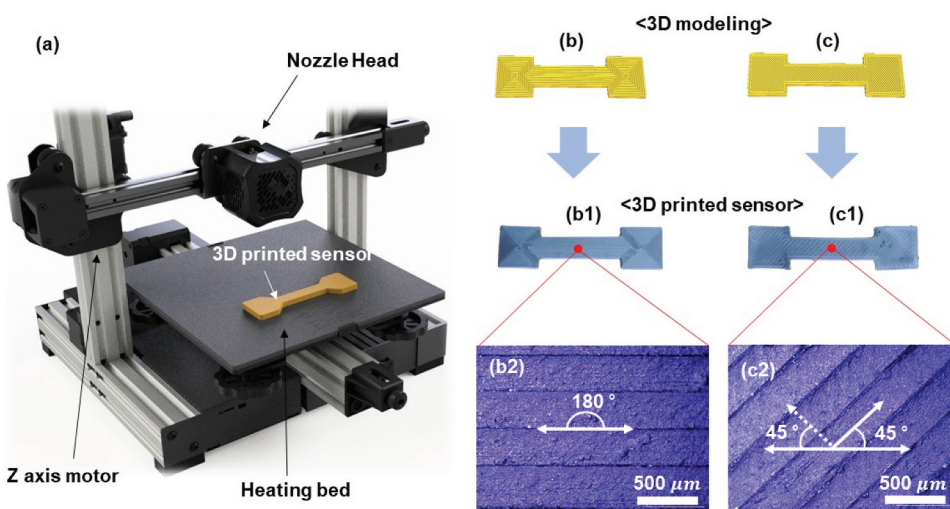 (a)
Nozzle Head
3D printed sensor
Z axis motor
Heating bed
<3D modeling>
(b)
(c)
<3D printed sensor>
(b1)
(c1)
(b2)
180 °
500 μm
(c2)
45 °
45 °
500 μm